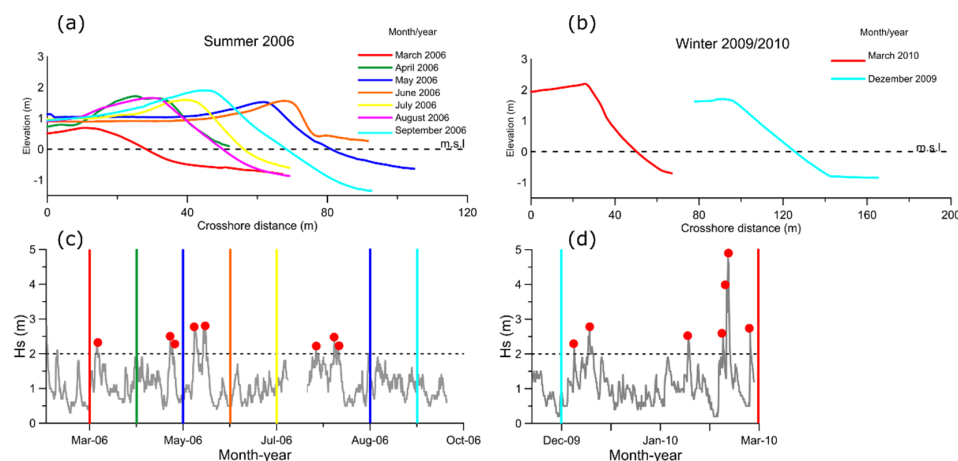 (a)
Summer 2006
Month/year
March 2006
April 2006
May 2006
June 2006
July 2006
August 2006
September 2006
Elevation (m)
3
2
1
0
-1
m.s.l
0 20 40 60 80 100 120
Crosshore distance (m)
(b)
Winter 2009/2010
Month/year
March 2010
Dezember 2009
Elevation (m)
3
2
1
0
-1
m.s.l
0 40 80 120 160 200
Crosshore distance (m)
(c)
Hs (m)
5
4
3
2
1
0
Mar-06 May-06 Jul-06 Aug-06 Oct-06
Month-year
(d)
Hs (m)
5
4
3
2
1
0
Dec-09 Jan-10 Mar-10
Month-year